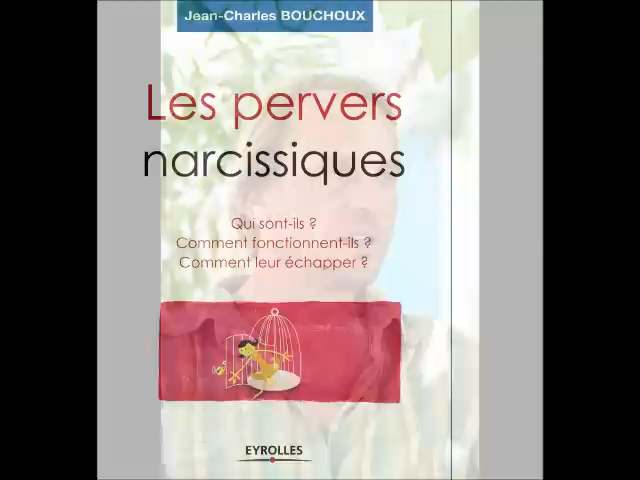 Jean-Charles BOUCHOUX
Les pervers
narcissiques
Qui sont-ils ?
Comment fonctionnent-ils ?
Comment leur échapper ?
EYROLLES